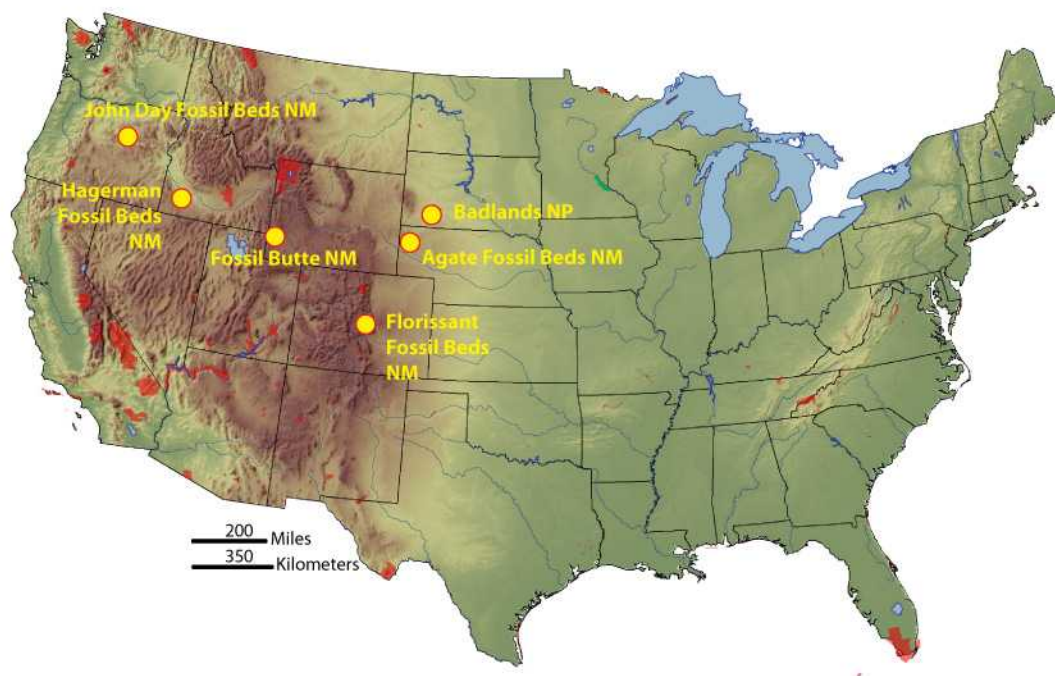 John Day Fossil Beds NM
Hagerman
Fossil Beds
NM
Badlands NP
Fossil Butte NM
Agate Fossil Beds NM
Florissant
Fossil Beds
NM
200 Miles
350 Kilometers